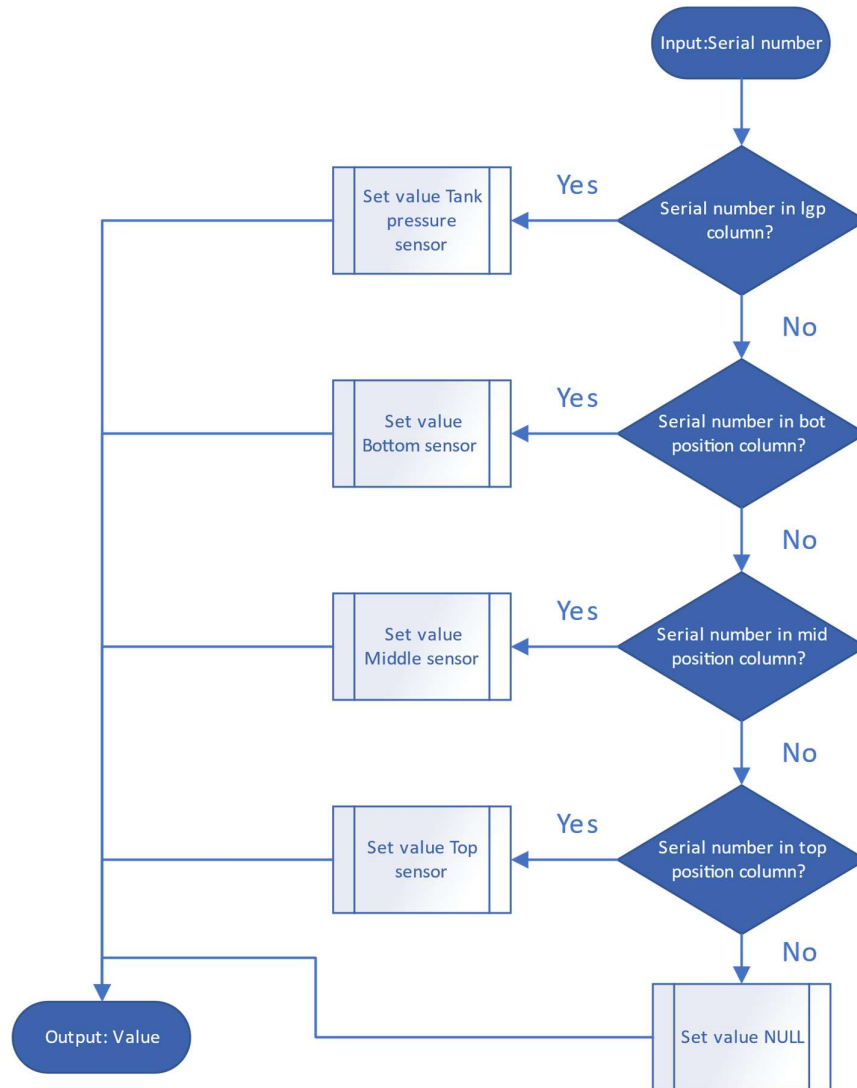 Input:Serial number
Serial number in lgp
column?
Yes
Set value Tank
pressure
sensor
No
Serial number in bot
position column?
Yes
Set value
Bottom sensor
No
Serial number in mid
position column?
Yes
Set value
Middle sensor
No
Serial number in top
position column?
Yes
Set value Top
sensor
No
Set value NULL
Output: Value